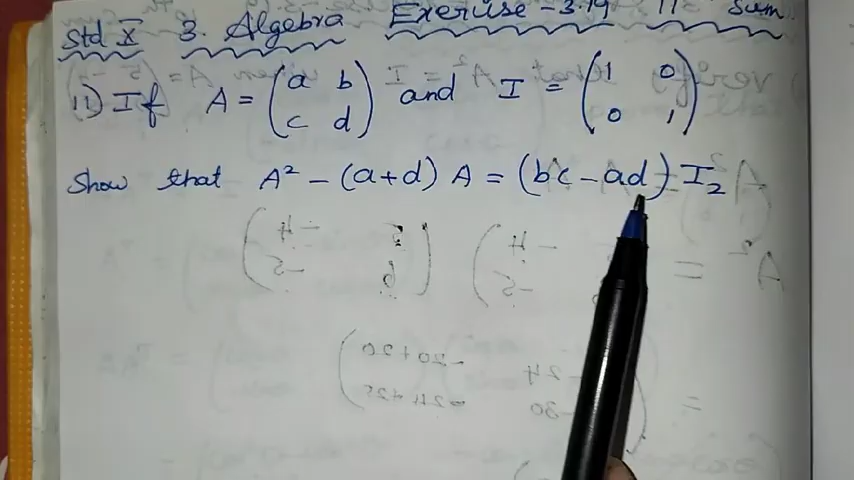 Std X 3. Algebra Exercise - 3.19 11 Sum
11) If A = ( a b ) and I = ( 1 0 )
( c d ) ( 0 1 )
Show that A² - (a+d) A = (bc - ad) I₂